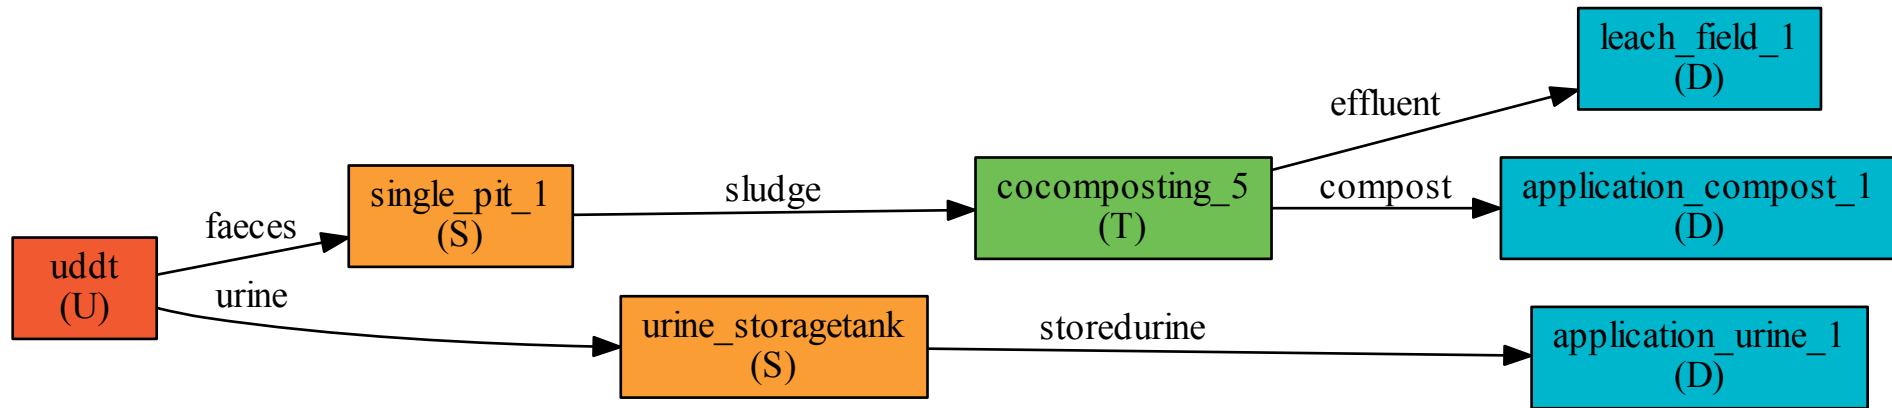 uddt
(U)
faeces
urine
single_pit_1
(S)
urine_storagetank
(S)
sludge
storedurine
cocomposting_5
(T)
effluent
compost
leach_field_1
(D)
application_compost_1
(D)
application_urine_1
(D)